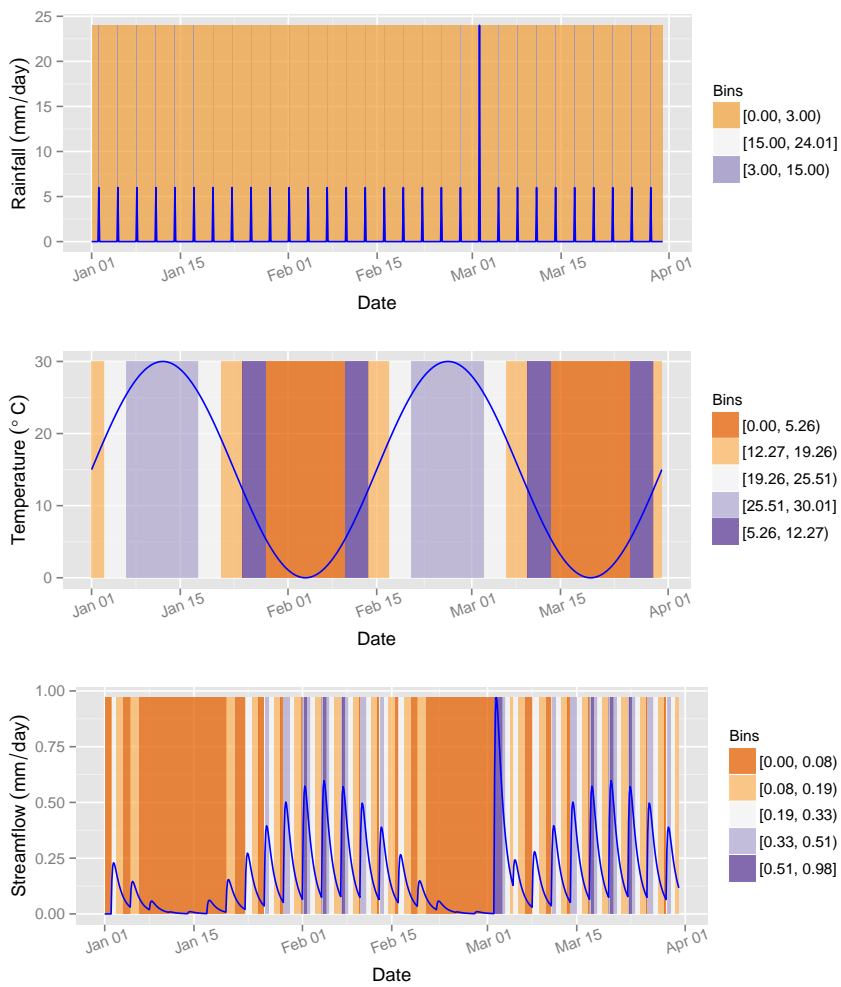 25
20
15
10
5
0
Rainfall (mm/day)
Jan 01
Jan 15
Feb 01
Feb 15
Mar 01
Mar 15
Apr 01
Date
Bins
[0.00, 3.00)
[15.00, 24.01]
[3.00, 15.00)
30
20
10
0
Temperature (° C)
Jan 01
Jan 15
Feb 01
Feb 15
Mar 01
Mar 15
Apr 01
Date
Bins
[0.00, 5.26)
[12.27, 19.26)
[19.26, 25.51)
[25.51, 30.01]
[5.26, 12.27)
1.00
0.75
0.50
0.25
0.00
Streamflow (mm/day)
Jan 01
Jan 15
Feb 01
Feb 15
Mar 01
Mar 15
Apr 01
Date
Bins
[0.00, 0.08)
[0.08, 0.19)
[0.19, 0.33)
[0.33, 0.51)
[0.51, 0.98]